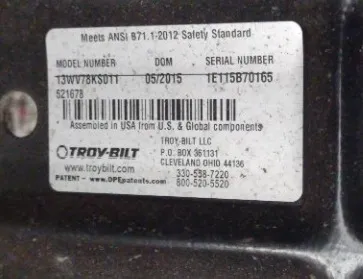 Meets ANSI B71.1-2012 Safety Standard
MODEL NUMBER DOM SERIAL NUMBER
13WV78KS011 05/2015 1E115B70165
521678
Assembled in USA from U.S. & Global components
TROY-BILT LLC
TROY-BILT P.O. BOX 361131
www.troybilt.com CLEVELAND OHIO 44136
330-558-7220
PATENT - www.OPEpatents.com 800-520-5520